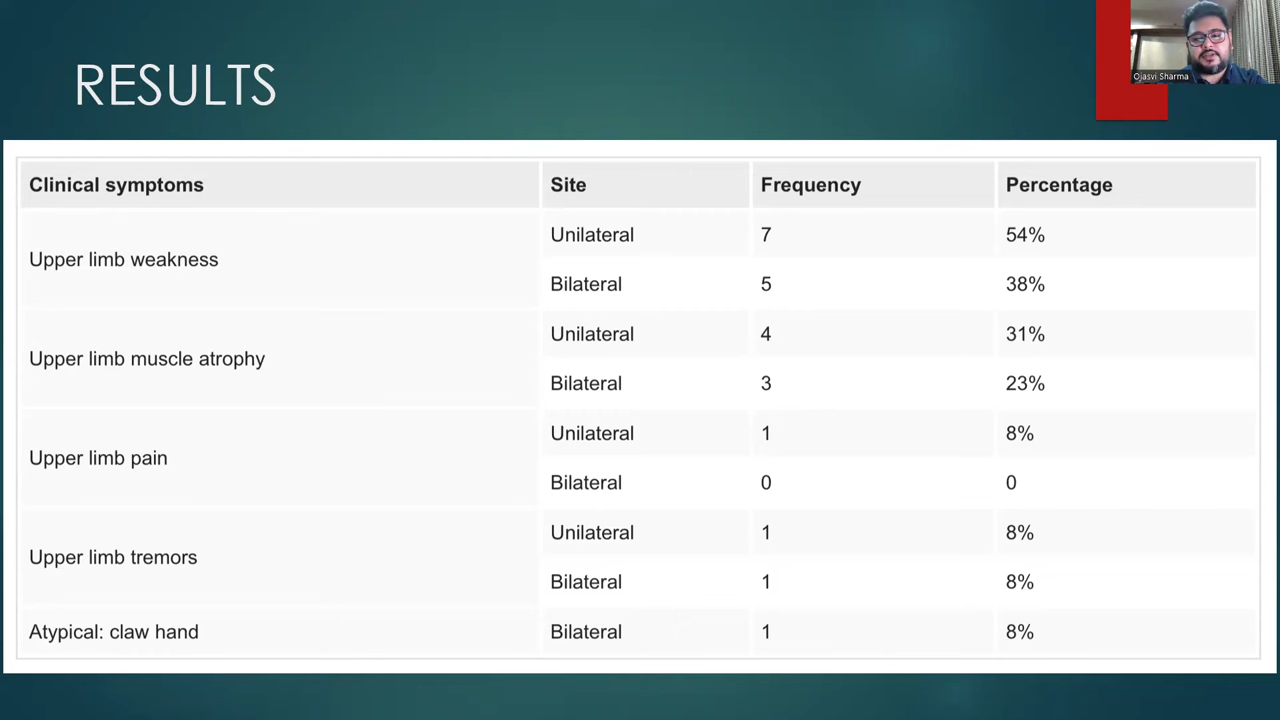 RESULTS
Ojasvi Sharma
Clinical symptoms Site Frequency Percentage
Upper limb weakness Unilateral 7 54%
Bilateral 5 38%
Upper limb muscle atrophy Unilateral 4 31%
Bilateral 3 23%
Upper limb pain Unilateral 1 8%
Bilateral 0 0
Upper limb tremors Unilateral 1 8%
Bilateral 1 8%
Atypical: claw hand Bilateral 1 8%